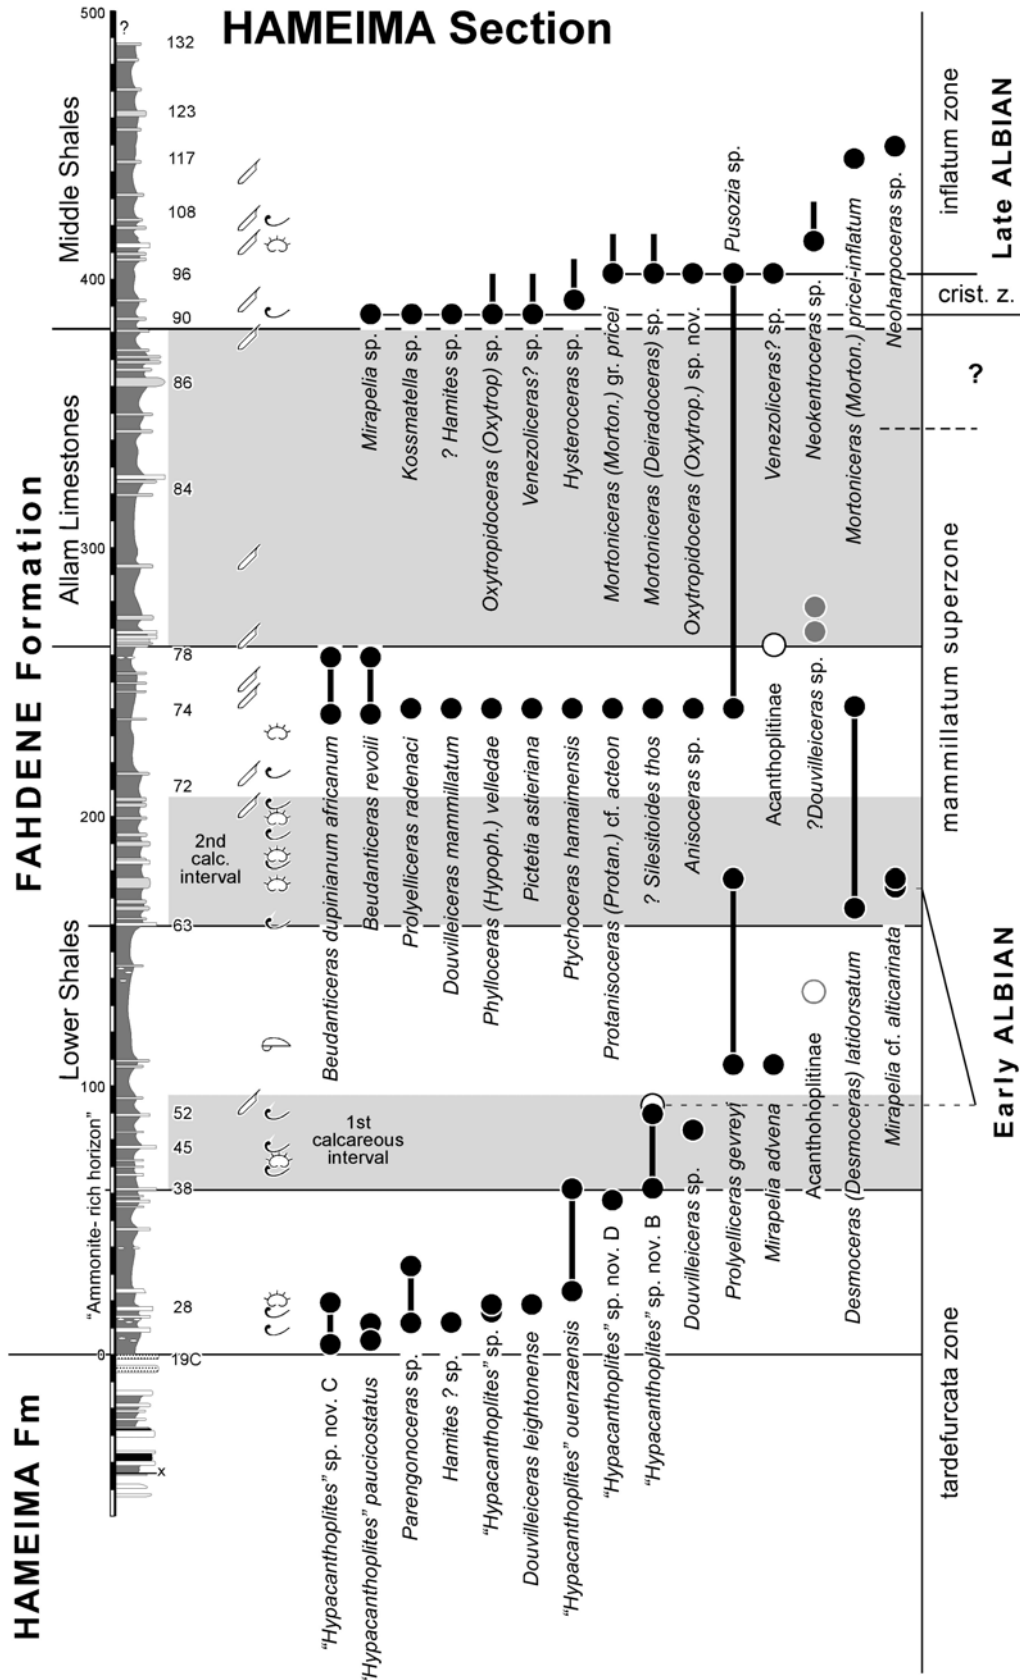 HAMEIMA Section
500
?
132
123
117
108
400
96
90
86
84
300
78
74
72
200
2nd
calc.
interval
63
100
52
45
38
1st
calcareous
interval
28
0
19C
x
Middle Shales
Allam Limestones
Lower Shales
"Ammonite- rich horizon"
FAHDENE Formation
HAMEIMA Fm
Mirapelia sp.
Kossmatella sp.
? Hamites sp.
Oxytropidoceras (Oxytrop) sp.
Venezoliceras? sp.
Hysteroceras sp.
Mortoniceras (Morton.) gr. pricei
Mortoniceras (Deiradoceras) sp.
Oxytropidoceras (Oxytrop.) sp. nov.
Pusozia sp.
Venezoliceras? sp.
Neokentroceras sp.
Mortoniceras (Morton.) pricei-inflatum
Neoharpoceras sp.
Beudanticeras dupinianum africanum
Beudanticeras revoili
Prolyelliceras radenaci
Douvilleiceras mammillatum
Phylloceras (Hypoph.) velledae
Pictetia astieriana
Ptychoceras hamaimensis
Protanisoceras (Protan.) cf. acteon
? Silesitoides thos
Anisoceras sp.
Acanthoplitinae
?Douvilleiceras sp.
"Hypacanthoplites" sp. nov. C
"Hypacanthoplites" paucicostatus
Parengonoceras sp.
Hamites ? sp.
"Hypacanthoplites" sp.
Douvilleiceras leightonense
"Hypacanthoplites" ouenzaensis
"Hypacanthoplites" sp. nov. D
"Hypacanthoplites" sp. nov. B
Douvilleiceras sp.
Prolyelliceras gevreyi
Mirapelia advena
Acanthohoplitinae
Desmoceras (Desmoceras) latidorsatum
Mirapelia cf. alticarinata
inflatum zone
crist. z.
?
mammillatum superzone
tardefurcata zone
Late ALBIAN
Early ALBIAN